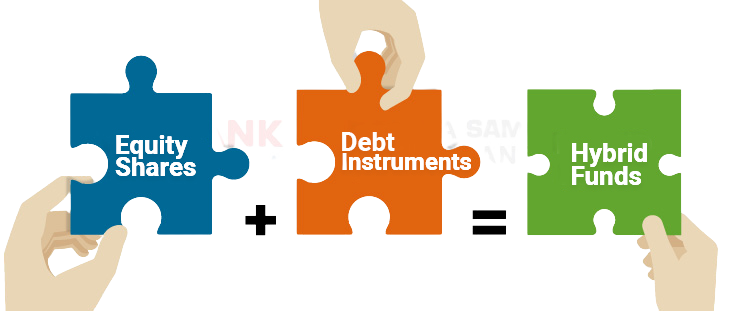 Equity
Shares
+
Debt
Instruments
=
Hybrid
Funds